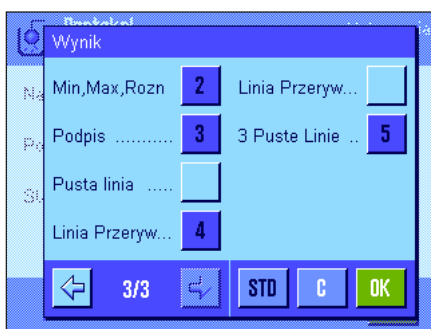 Wynik
Min,Max,Rozn 2
Podpis ........... 3
Pusta linia .....
Linia Przeryw... 4
Linia Przeryw...
3 Puste Linie .. 5
3/3
STD C OK